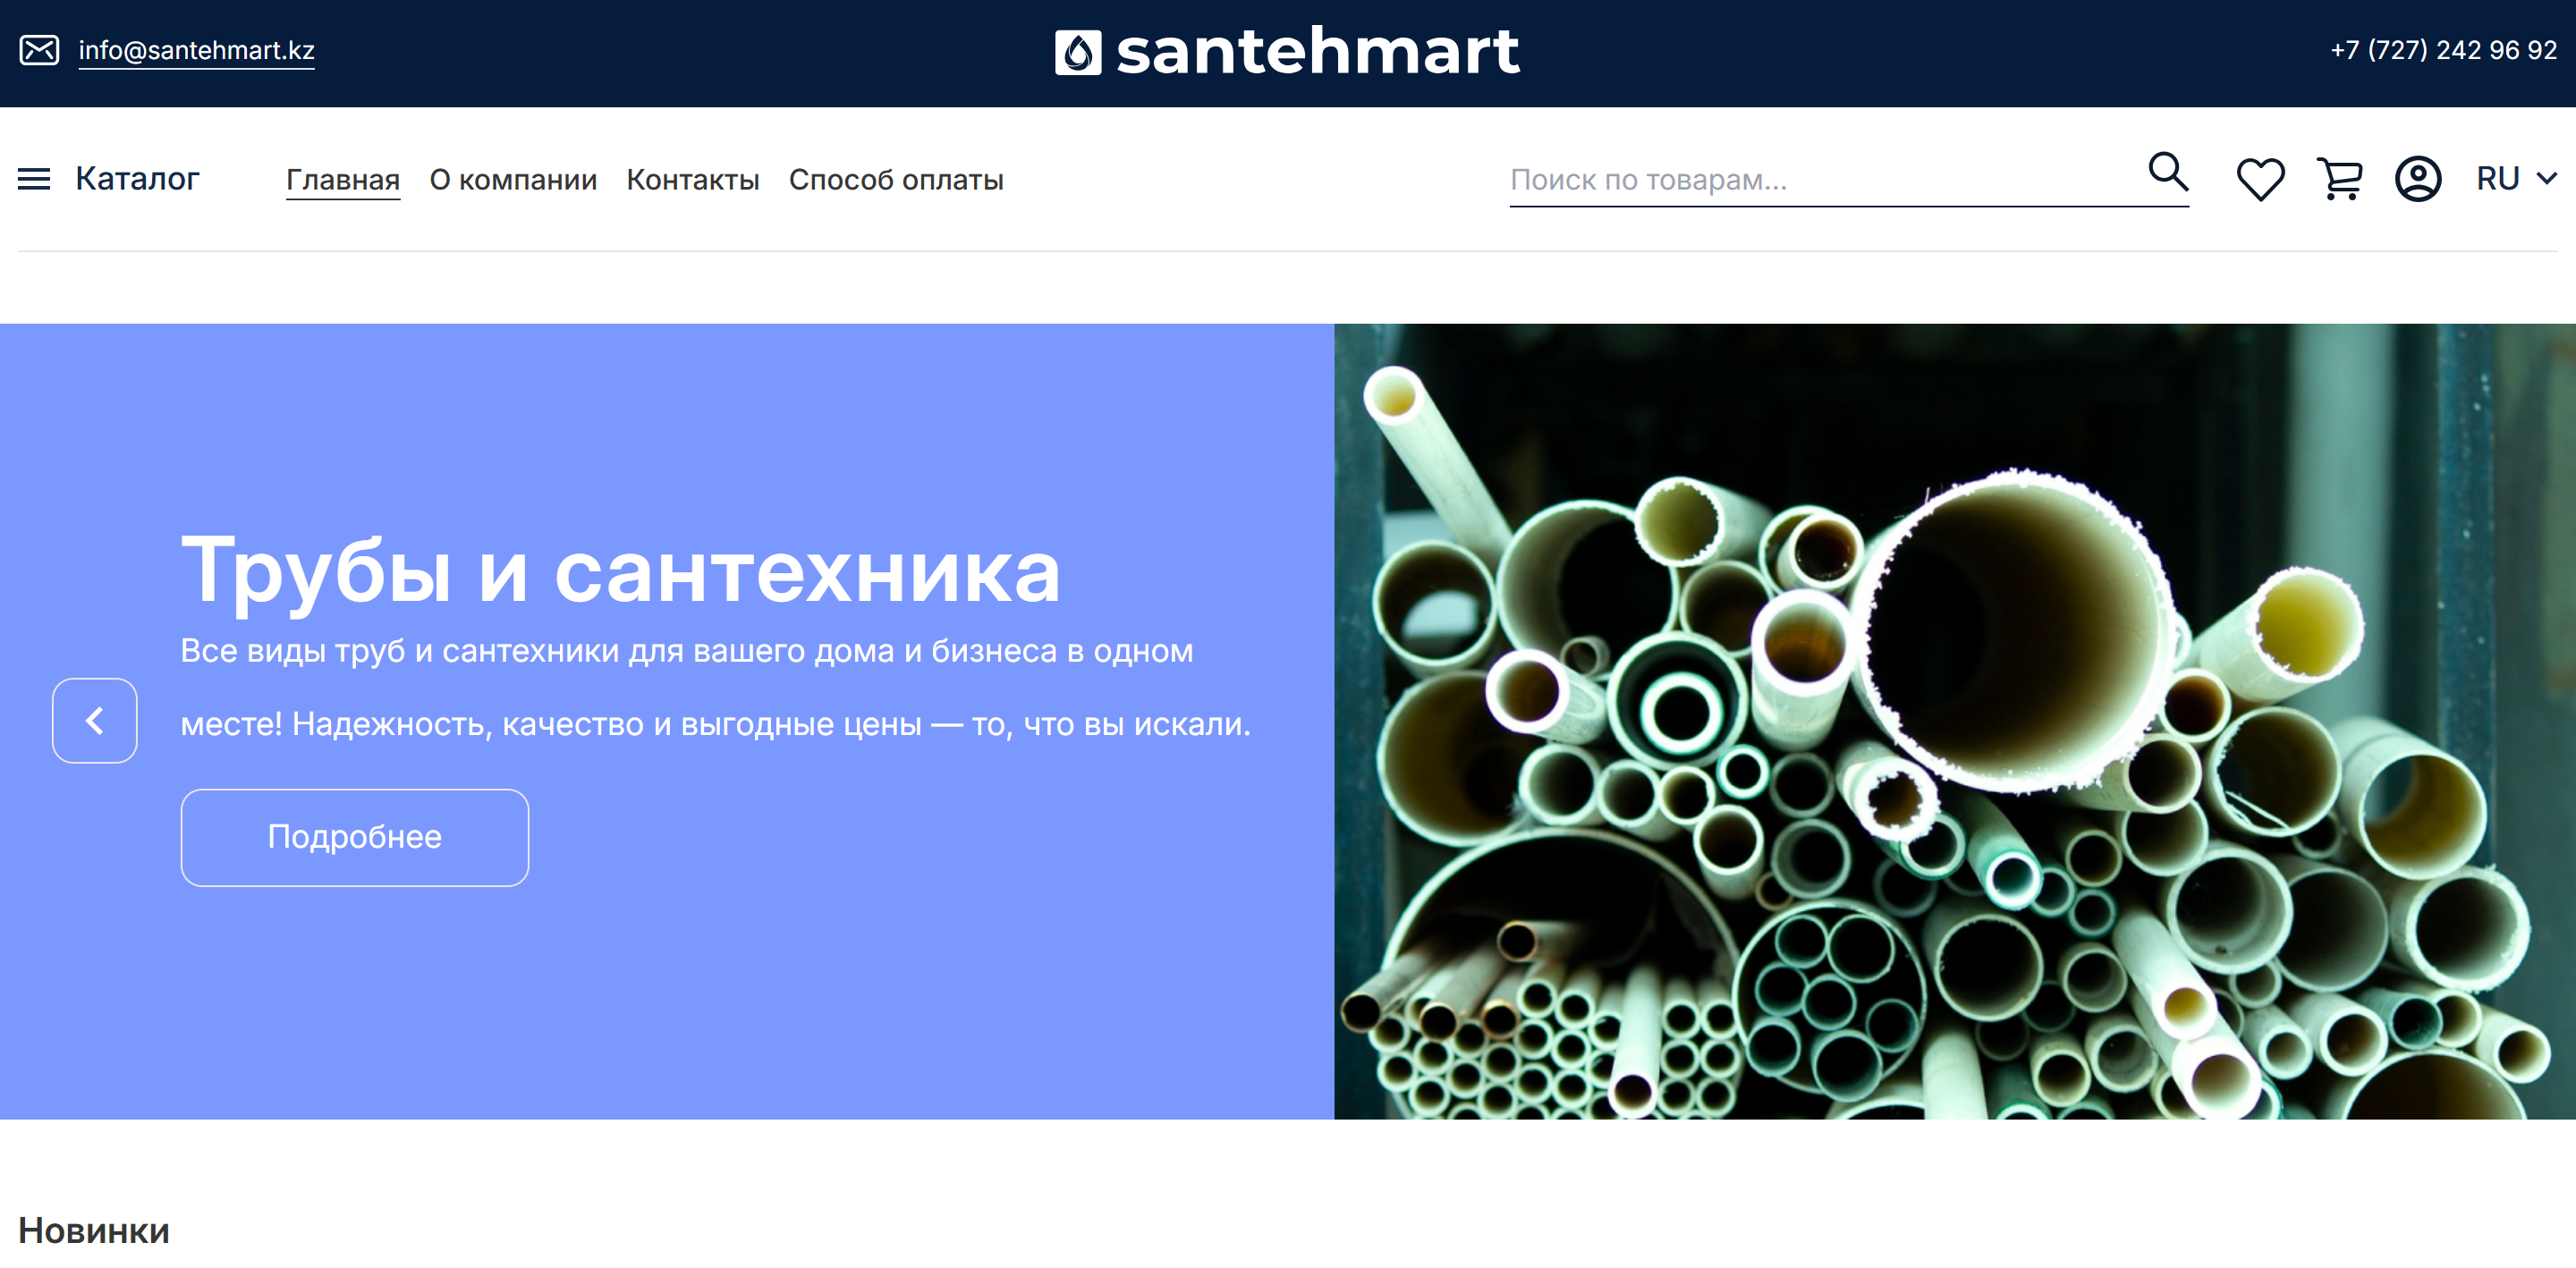 info@santehmart.kz
santehmart
+7 (727) 242 96 92
Каталог
Главная
О компании
Контакты
Способ оплаты
Поиск по товарам...
RU
Трубы и сантехника
Все виды труб и сантехники для вашего дома и бизнеса в одном
месте! Надежность, качество и выгодные цены — то, что вы искали.
Подробнее
Новинки